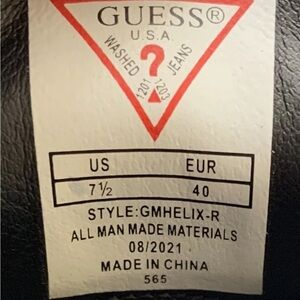 GUESS®
U.S.A.
WASHED ? JEANS
1201 1203
US EUR
7½ 40
STYLE:GMHELIX-R
ALL MAN MADE MATERIALS
08/2021
MADE IN CHINA
565